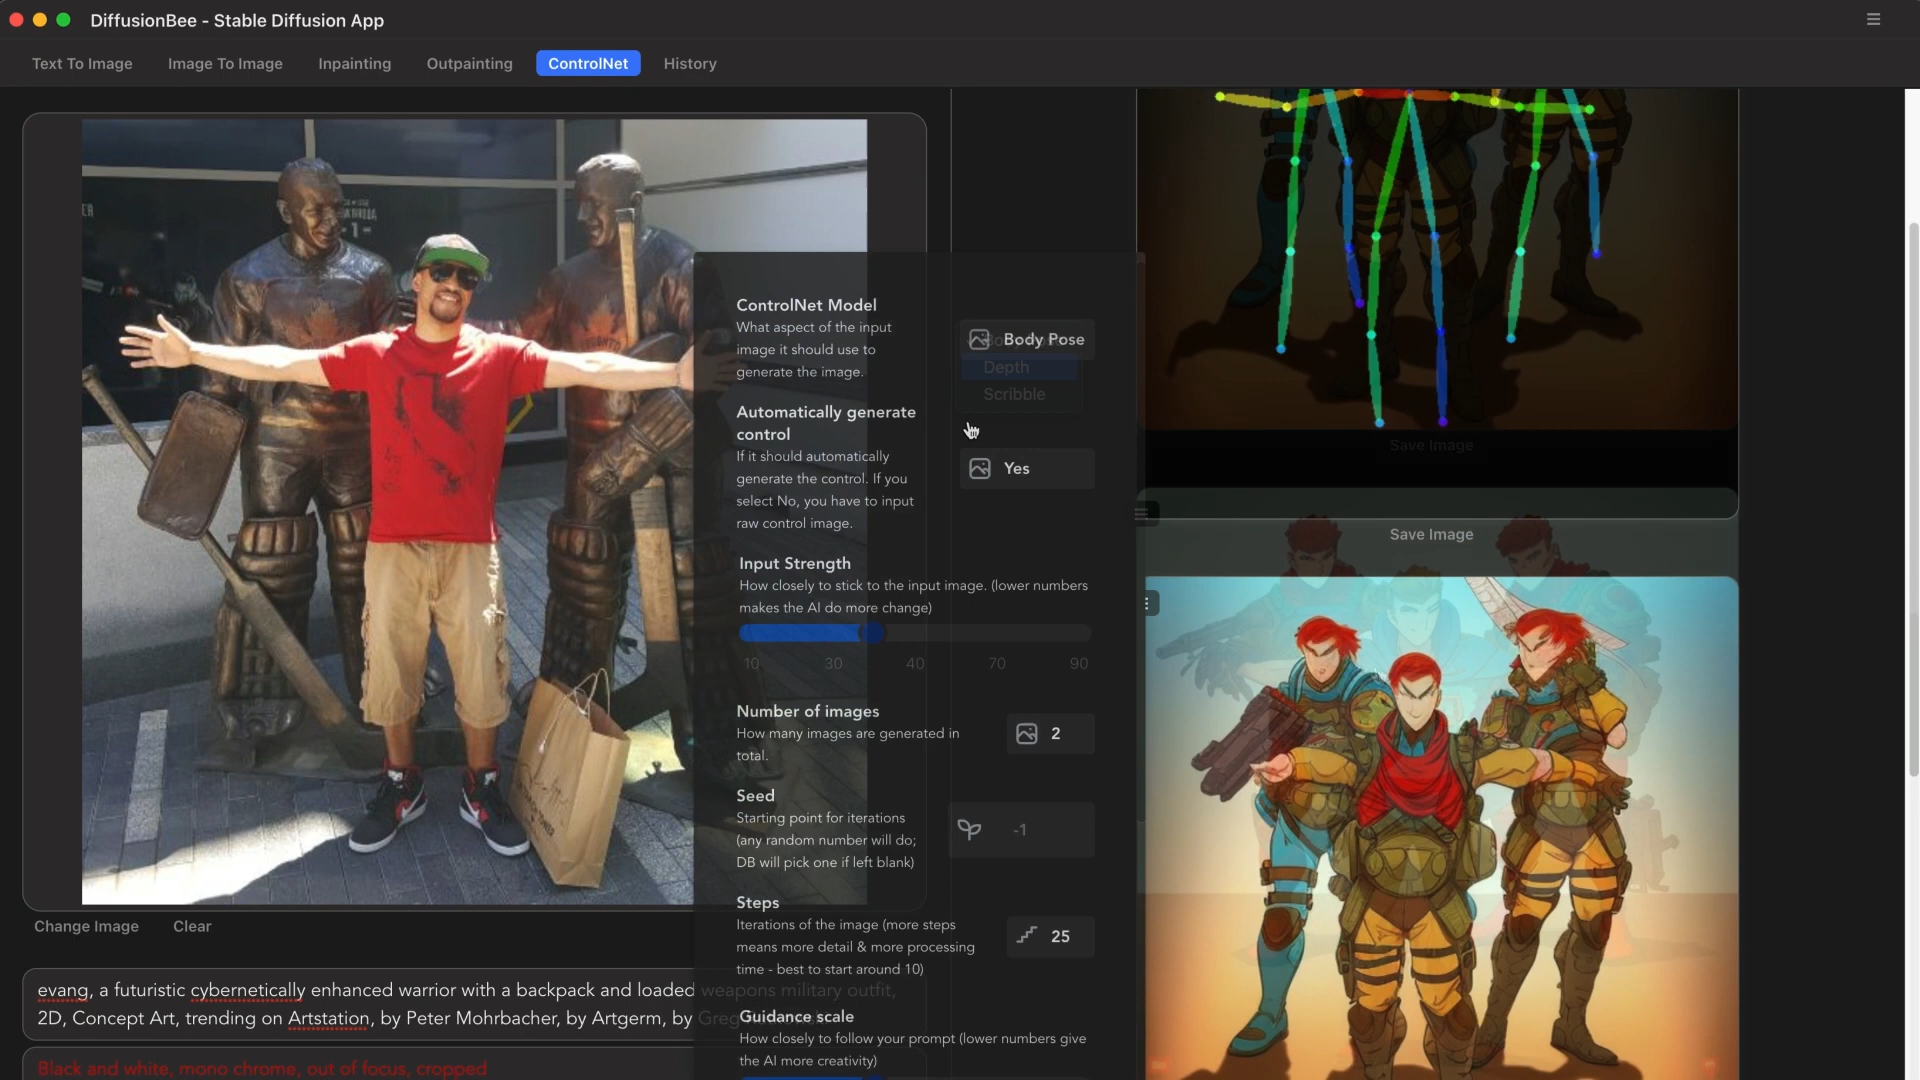 DiffusionBee - Stable Diffusion App
Text To Image
Image To Image
Inpainting
Outpainting
ControlNet
History
-1-
TORONTO
ControlNet Model
What aspect of the input
image it should use to
generate the image.
Body Pose
Depth
Scribble
Automatically generate
control
If it should automatically
generate the control. If you
select No, you have to input
raw control image.
Yes
Input Strength
How closely to stick to the input image. (lower numbers
makes the AI do more change)
10 30 40 70 90
Number of images
How many images are generated in
total.
2
Seed
Starting point for iterations
(any random number will do;
DB will pick one if left blank)
-1
Steps
Iterations of the image (more steps
means more detail & more processing
time - best to start around 10)
25
Guidance scale
How closely to follow your prompt (lower numbers give
the AI more creativity)
Save Image
Save Image
Change Image
Clear
evang, a futuristic cybernetically enhanced warrior with a backpack and loaded weapons military outfit,
2D, Concept Art, trending on Artstation, by Peter Mohrbacher, by Artgerm, by Greg
Black and white, mono chrome, out of focus, cropped